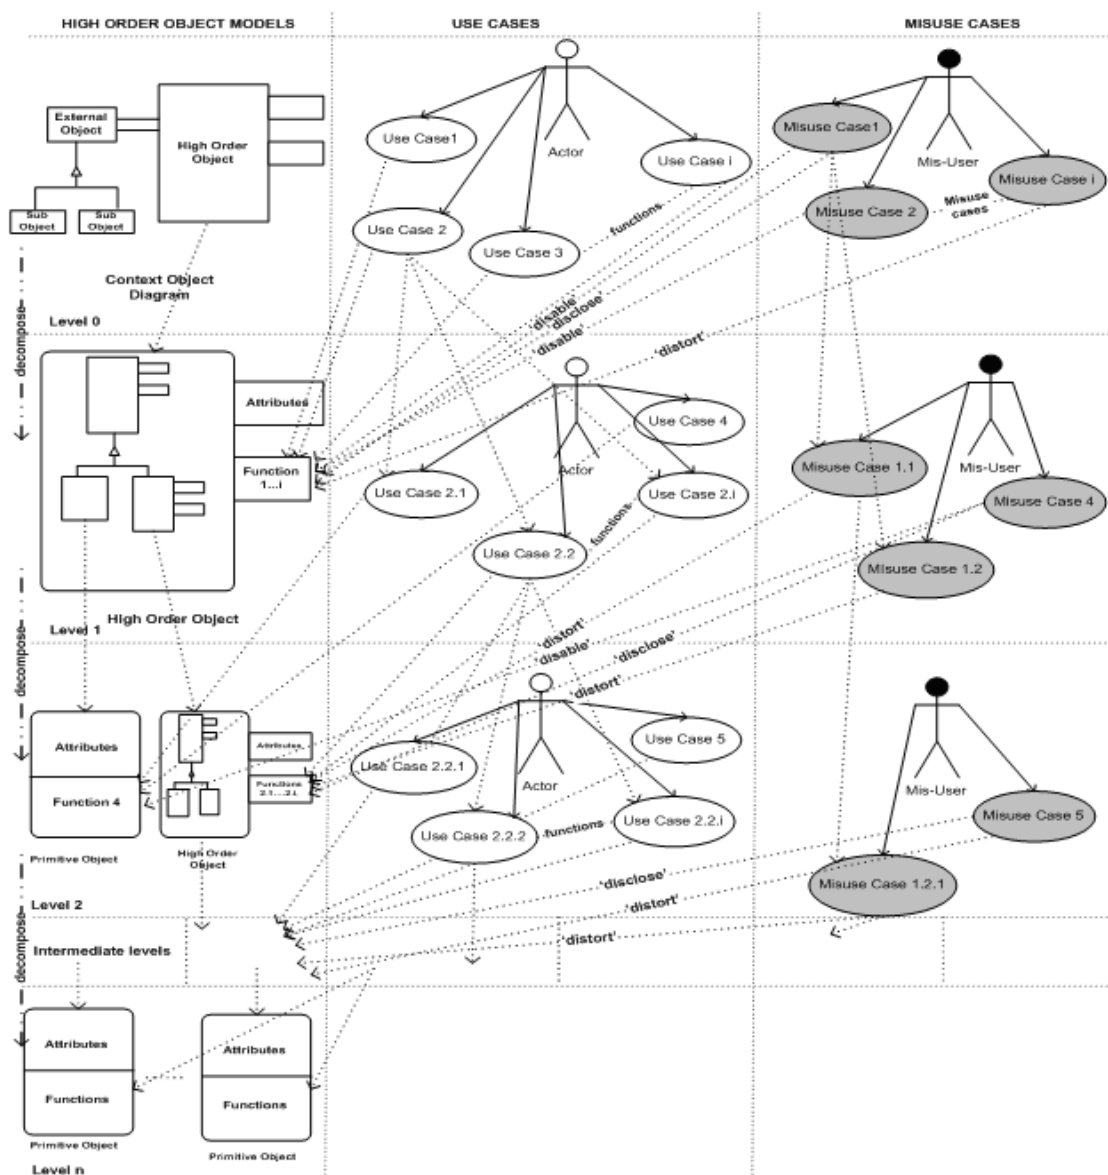 HIGH ORDER OBJECT MODELS
USE CASES
MISUSE CASES
External
Object
High Order
Object
Sub
Object
Sub
Object
Context Object
Diagram
Level 0
decompose
Use Case1
Actor
Use Case i
Use Case 2
Use Case 3
functions
Misuse Case1
Mis-User
Misuse Case i
Misuse Case 2
Misuse
cases
'disable'
'disclose'
'disable'
'distort'
Attributes
Function
1...i
High Order Object
Level 1
decompose
Use Case 4
Actor
Use Case 2.1
Use Case 2.i
functions
Use Case 2.2
Misuse Case 1.1
Mis-User
Misuse Case 4
Misuse Case 1.2
'distort'
'disable'
'disclose'
'distort'
Attributes
Function 4
Primitive Object
Attributes
Functions
2.1....2.i.
High Order
Object
Level 2
decompose
Use Case 5
Use Case 2.2.1
Actor
Use Case 2.2.2
functions
Use Case 2.2.i
Mis-User
Misuse Case 5
Misuse Case 1.2.1
'disclose'
'distort'
'distort'
Intermediate levels
Attributes
Functions
Primitive Object
Attributes
Functions
Primitive Object
Level n